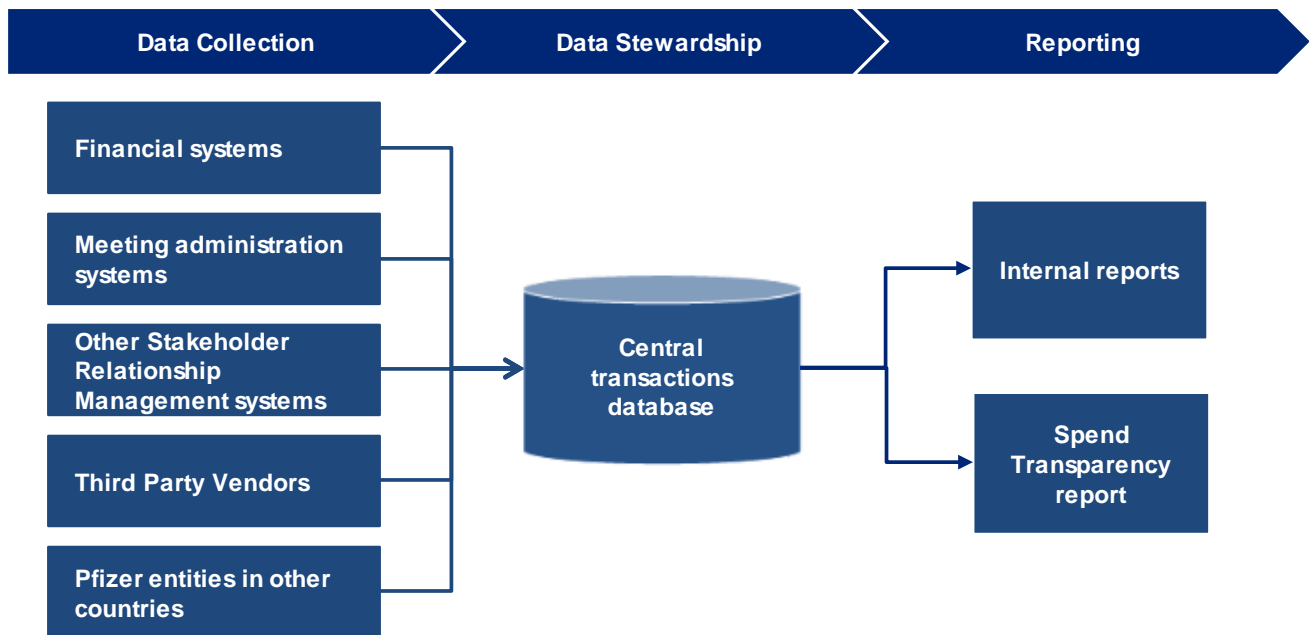 Data Collection
Data Stewardship
Reporting
Financial systems
Meeting administration
systems
Other Stakeholder
Relationship
Management systems
Third Party Vendors
Pfizer entities in other
countries
Central
transactions
database
Internal reports
Spend
Transparency
report